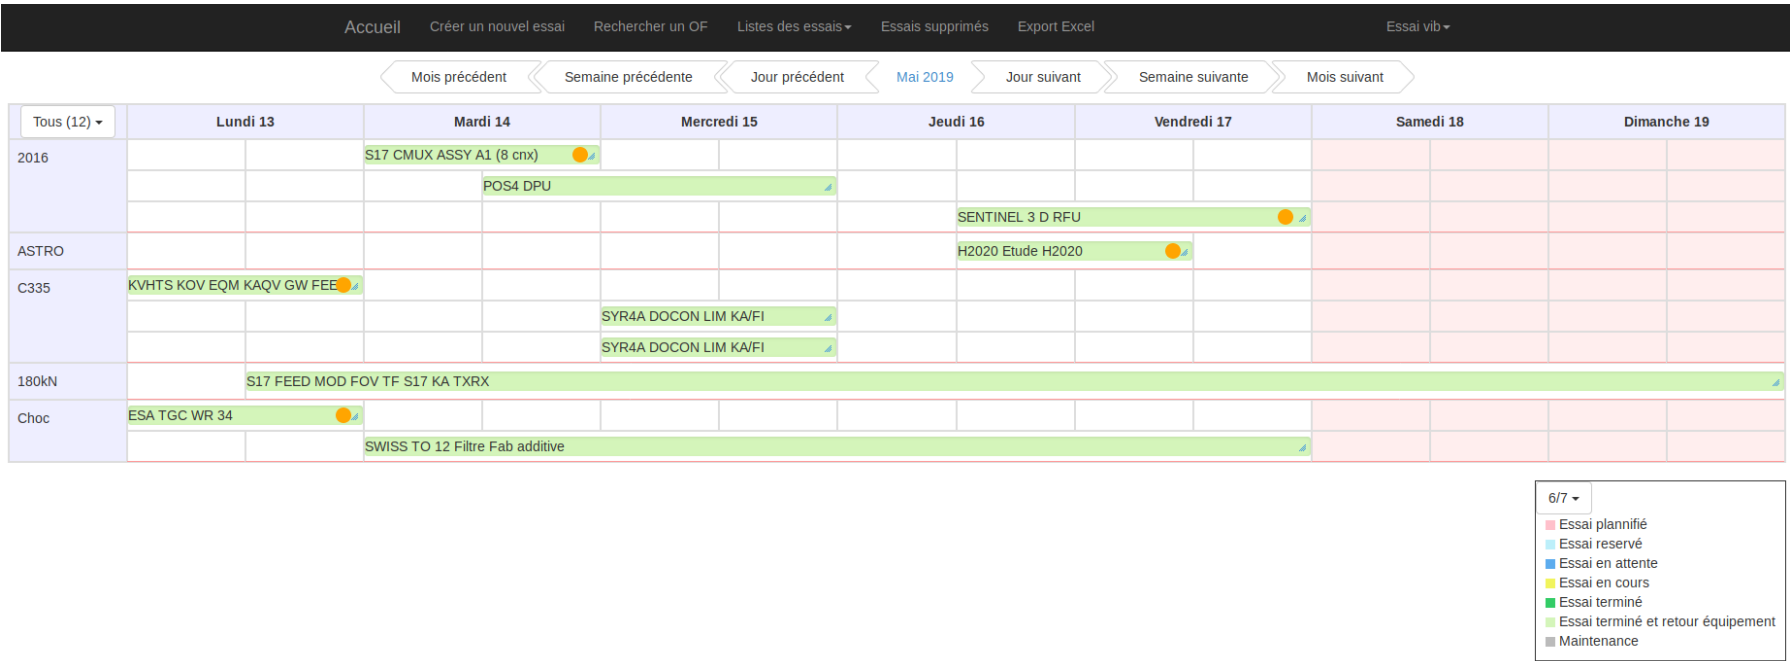 Accueil Créer un nouvel essai Rechercher un OF Listes des essais Essais supprimés Export Excel Essai vib
Mois précédent Semaine précédente Jour précédent Mai 2019 Jour suivant Semaine suivante Mois suivant
Tous (12) Lundi 13 Mardi 14 Mercredi 15 Jeudi 16 Vendredi 17 Samedi 18 Dimanche 19
2016 S17 CMUX ASSY A1 (8 cnx)
POS4 DPU
SENTINEL 3 D RFU
ASTRO H2020 Etude H2020
C335 KVHTS KOV EQM KAQV GW FEE
SYR4A DOCON LIM KA/FI
SYR4A DOCON LIM KA/FI
180kN S17 FEED MOD FOV TF S17 KA TXRX
Choc ESA TGC WR 34
SWISS TO 12 Filtre Fab additive
6/7
Essai plannifié
Essai reservé
Essai en attente
Essai en cours
Essai terminé
Essai terminé et retour équipement
Maintenance